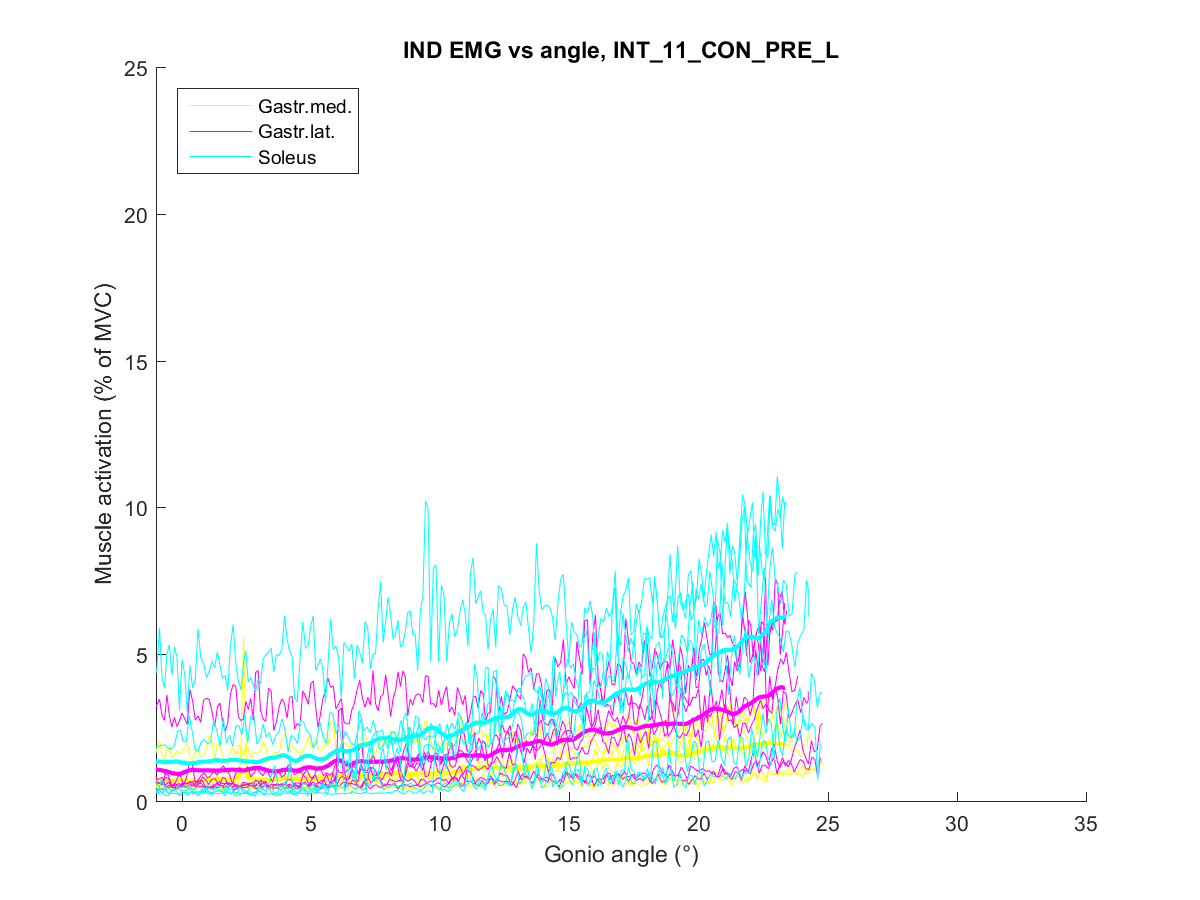 IND EMG vs angle, INT_11_CON_PRE_L
25
20
15
10
5
0
Muscle activation (% of MVC)
Gastr.med.
Gastr.lat.
Soleus
0 5 10 15 20 25 30 35
Gonio angle (°)